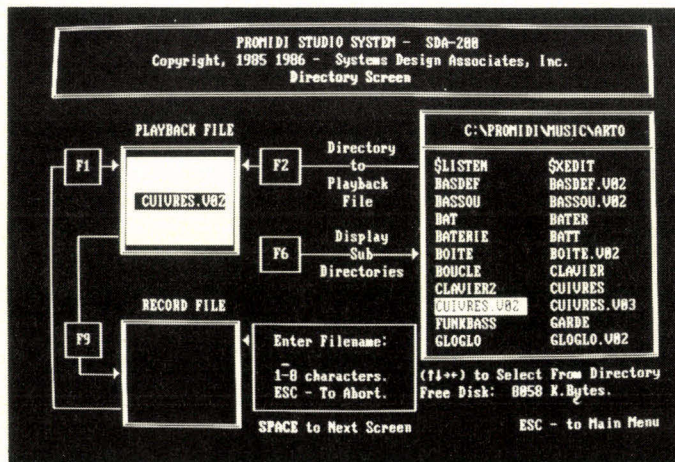 PROMIDI STUDIO SYSTEM - SDA-200
Copyright, 1985 1986 - Systems Design Associates, Inc.
Directory Screen
PLAYBACK FILE
F1
CUIVRES.V02
F2
Directory
to
Playback
File
F6
Display
Sub
Directories
RECORD FILE
F9
Enter Filename:
1-8 characters.
ESC - To Abort.
SPACE to Next Screen
C:\PROMIDI\MUSIC\ARTO
$LISTEN $XEDIT
BASDEF BASDEF.V02
BASSOU BASSOU.V02
BAT BATER
BATERIE BATT
BOITE BOITE.V02
BOUCLE CLAVIER
CLAVIER2 CUIVRES
CUIVRES.V02 CUIVRES.V03
FUNKBASS GARDE
GLOGLO GLOGLO.V02
(↑↓→←) to Select From Directory
Free Disk: 8058 K.Bytes.
ESC - to Main Menu